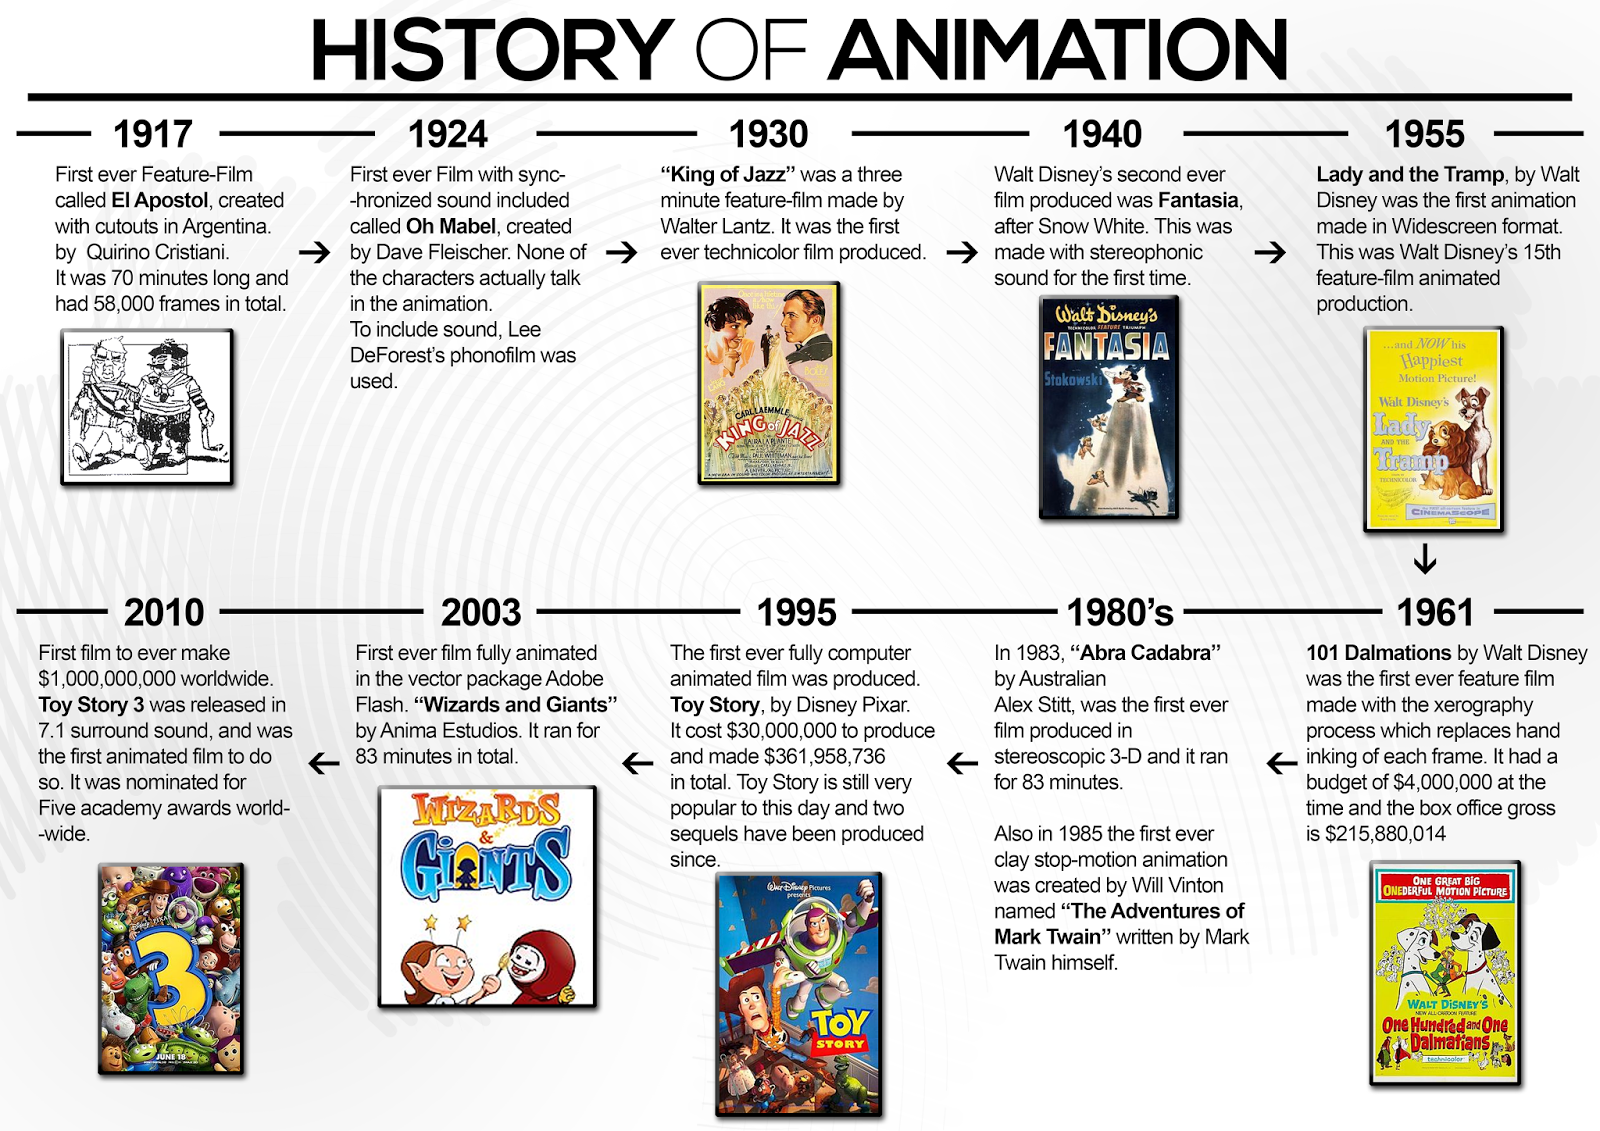 HISTORY OF ANIMATION
1917
First ever Feature-Film
called El Apostol, created
with cutouts in Argentina.
by Quirino Cristiani.
It was 70 minutes long and
had 58,000 frames in total.
1924
First ever Film with sync-
-hronized sound included
called Oh Mabel, created
by Dave Fleischer. None of
the characters actually talk
in the animation.
To include sound, Lee
DeForest's phonofilm was
used.
1930
“King of Jazz” was a three
minute feature-film made by
Walter Lantz. It was the first
ever technicolor film produced.
CARL LAEMMLE
KING of JAZZ
LAURA LA PLANTE
1940
Walt Disney’s second ever
film produced was Fantasia,
after Snow White. This was
made with stereophonic
sound for the first time.
Walt Disney's
TECHNICOLOR FEATURE TRIUMPH
FANTASIA
Stokowski
1955
Lady and the Tramp, by Walt
Disney was the first animation
made in Widescreen format.
This was Walt Disney’s 15th
feature-film animated
production.
...and NOW his
Happiest
Motion Picture!
Walt Disney's
Lady
AND THE
Tramp
TECHNICOLOR
CINEMASCOPE
2010
First film to ever make
$1,000,000,000 worldwide.
Toy Story 3 was released in
7.1 surround sound, and was
the first animated film to do
so. It was nominated for
Five academy awards world-
-wide.
DISNEY PIXAR
3
JUNE 18
2003
First ever film fully animated
in the vector package Adobe
Flash. “Wizards and Giants”
by Anima Estudios. It ran for
83 minutes in total.
WIZARDS
&
GIANTS
1995
The first ever fully computer
animated film was produced.
Toy Story, by Disney Pixar.
It cost $30,000,000 to produce
and made $361,958,736
in total. Toy Story is still very
popular to this day and two
sequels have been produced
since.
Walt Disney Pictures
presents
TOY
STORY
1980’s
In 1983, “Abra Cadabra”
by Australian
Alex Stitt, was the first ever
film produced in
stereoscopic 3-D and it ran
for 83 minutes.
Also in 1985 the first ever
clay stop-motion animation
was created by Will Vinton
named “The Adventures of
Mark Twain” written by Mark
Twain himself.
1961
101 Dalmations by Walt Disney
was the first ever feature film
made with the xerography
process which replaces hand
inking of each frame. It had a
budget of $4,000,000 at the
time and the box office gross
is $215,880,014
ONE GREAT BIG
ONEDERFUL MOTION PICTURE
WALT DISNEY'S
NEW ALL-CARTOON FEATURE
One Hundred and One
Dalmatians
technicolor